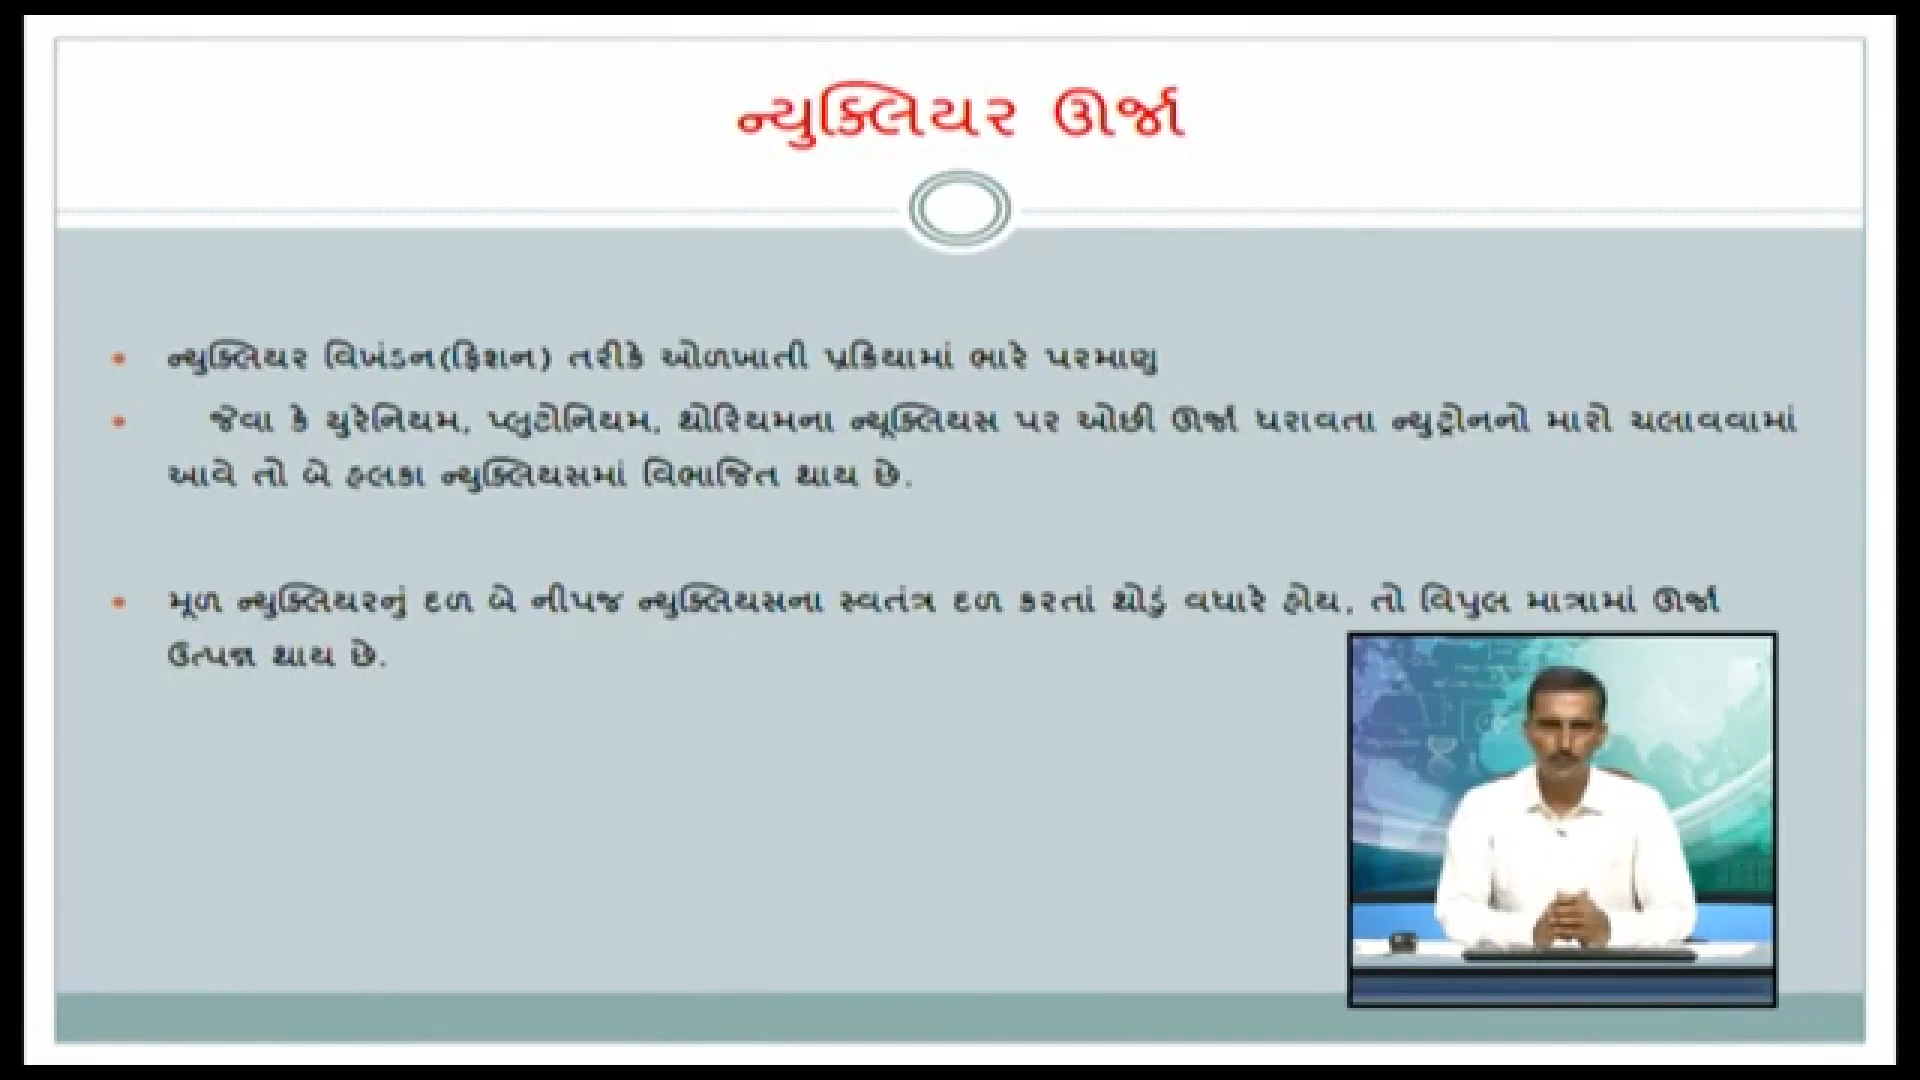 ન્યુક્લિયર ઊર્જા
• ન્યુક્લિયર વિખંડન(ફિશન) તરીકે ઓળખાતી પ્રક્રિયામાં ભારે પરમાણુ
• જેવા કે યુરેનિયમ, પ્લુટોનિયમ, થોરિયમના ન્યૂક્લિયસ પર ઓછી ઊર્જા ધરાવતા ન્યુટ્રોનનો મારો ચલાવવામાં
આવે તો બે હલકા ન્યુક્લિયસમાં વિભાજિત થાય છે.
• મૂળ ન્યુક્લિયરનું દળ બે નીપજ ન્યુક્લિયસના સ્વતંત્ર દળ કરતાં થોડું વધારે હોય, તો વિપુલ માત્રામાં ઊર્જા
ઉત્પન્ન થાય છે.